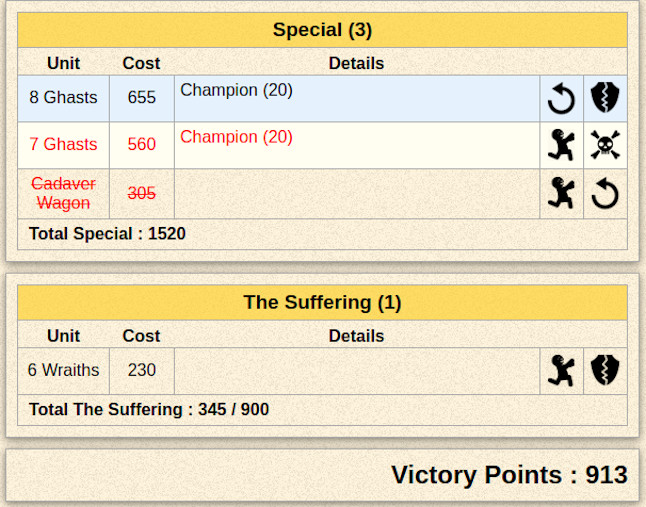 Special (3)
Unit Cost Details
8 Ghasts 655 Champion (20)
7 Ghasts 560 Champion (20)
Cadaver
Wagon 305
Total Special : 1520
The Suffering (1)
Unit Cost Details
6 Wraiths 230
Total The Suffering : 345 / 900
Victory Points : 913